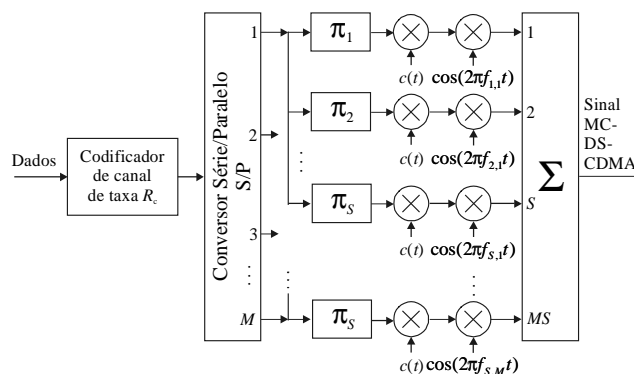 Dados
Codificador
de canal
de taxa R_c
Conversor Série/Paralelo
S/P
1
2
3
M
π_1
c(t) cos(2πf_{1,1}t)
π_2
c(t) cos(2πf_{2,1}t)
π_S
c(t) cos(2πf_{S,1}t)
π_S
c(t) cos(2πf_{S,M}t)
1
2
S
MS
Σ
Sinal
MC-
DS-
CDMA